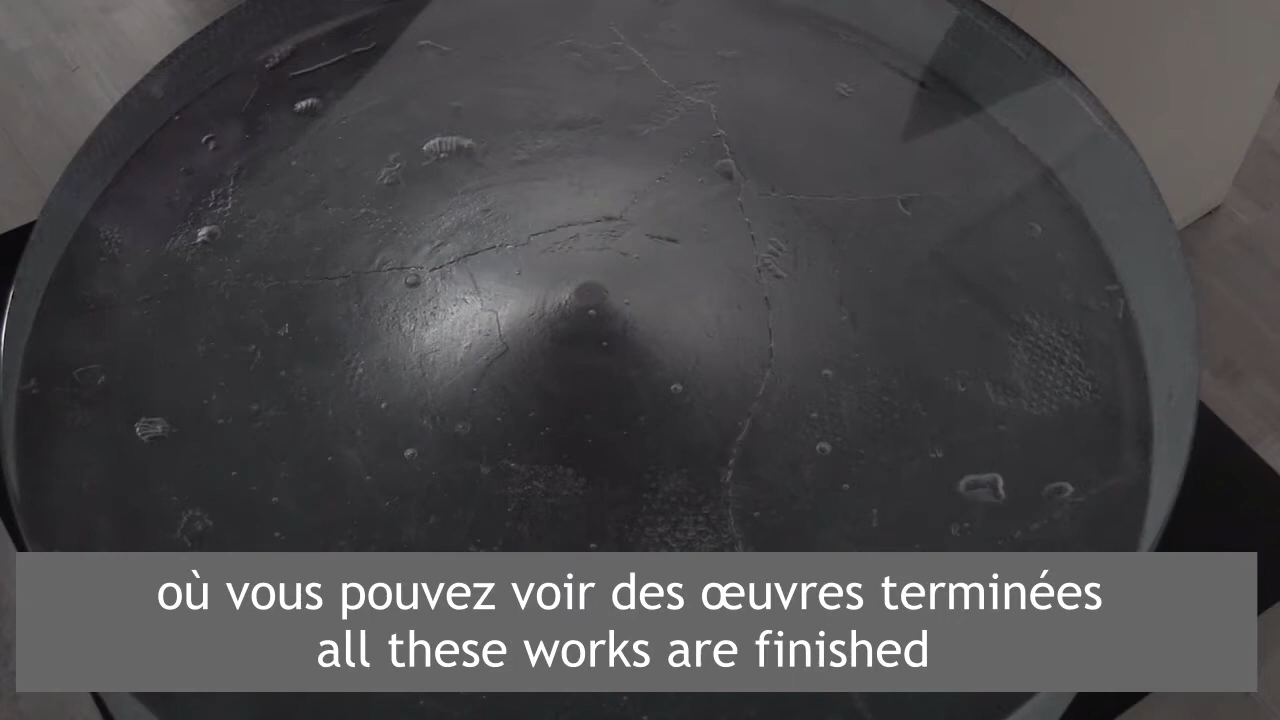 où vous pouvez voir des œuvres terminées
all these works are finished